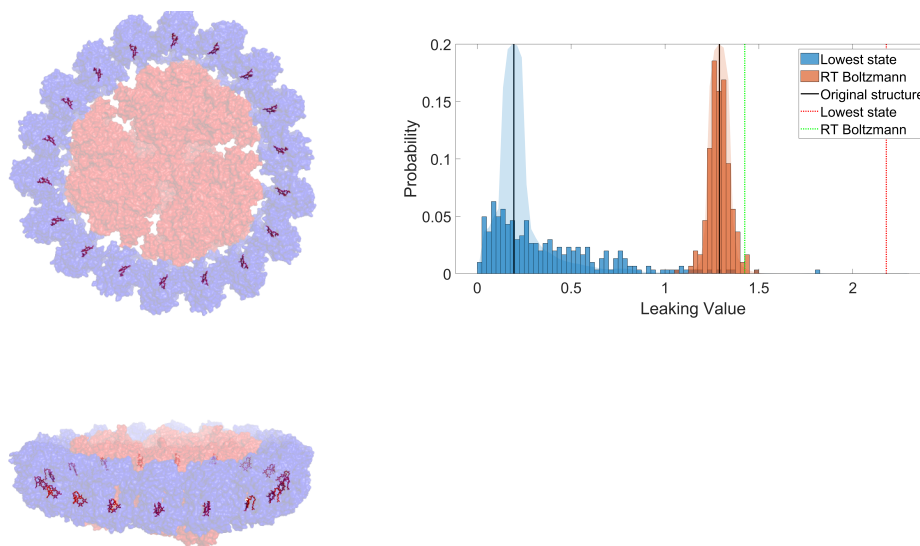 0.2
0.15
0.1
0.05
0
Probability
0
0.5
1
1.5
2
Leaking Value
Lowest state
RT Boltzmann
Original structure
Lowest state
RT Boltzmann